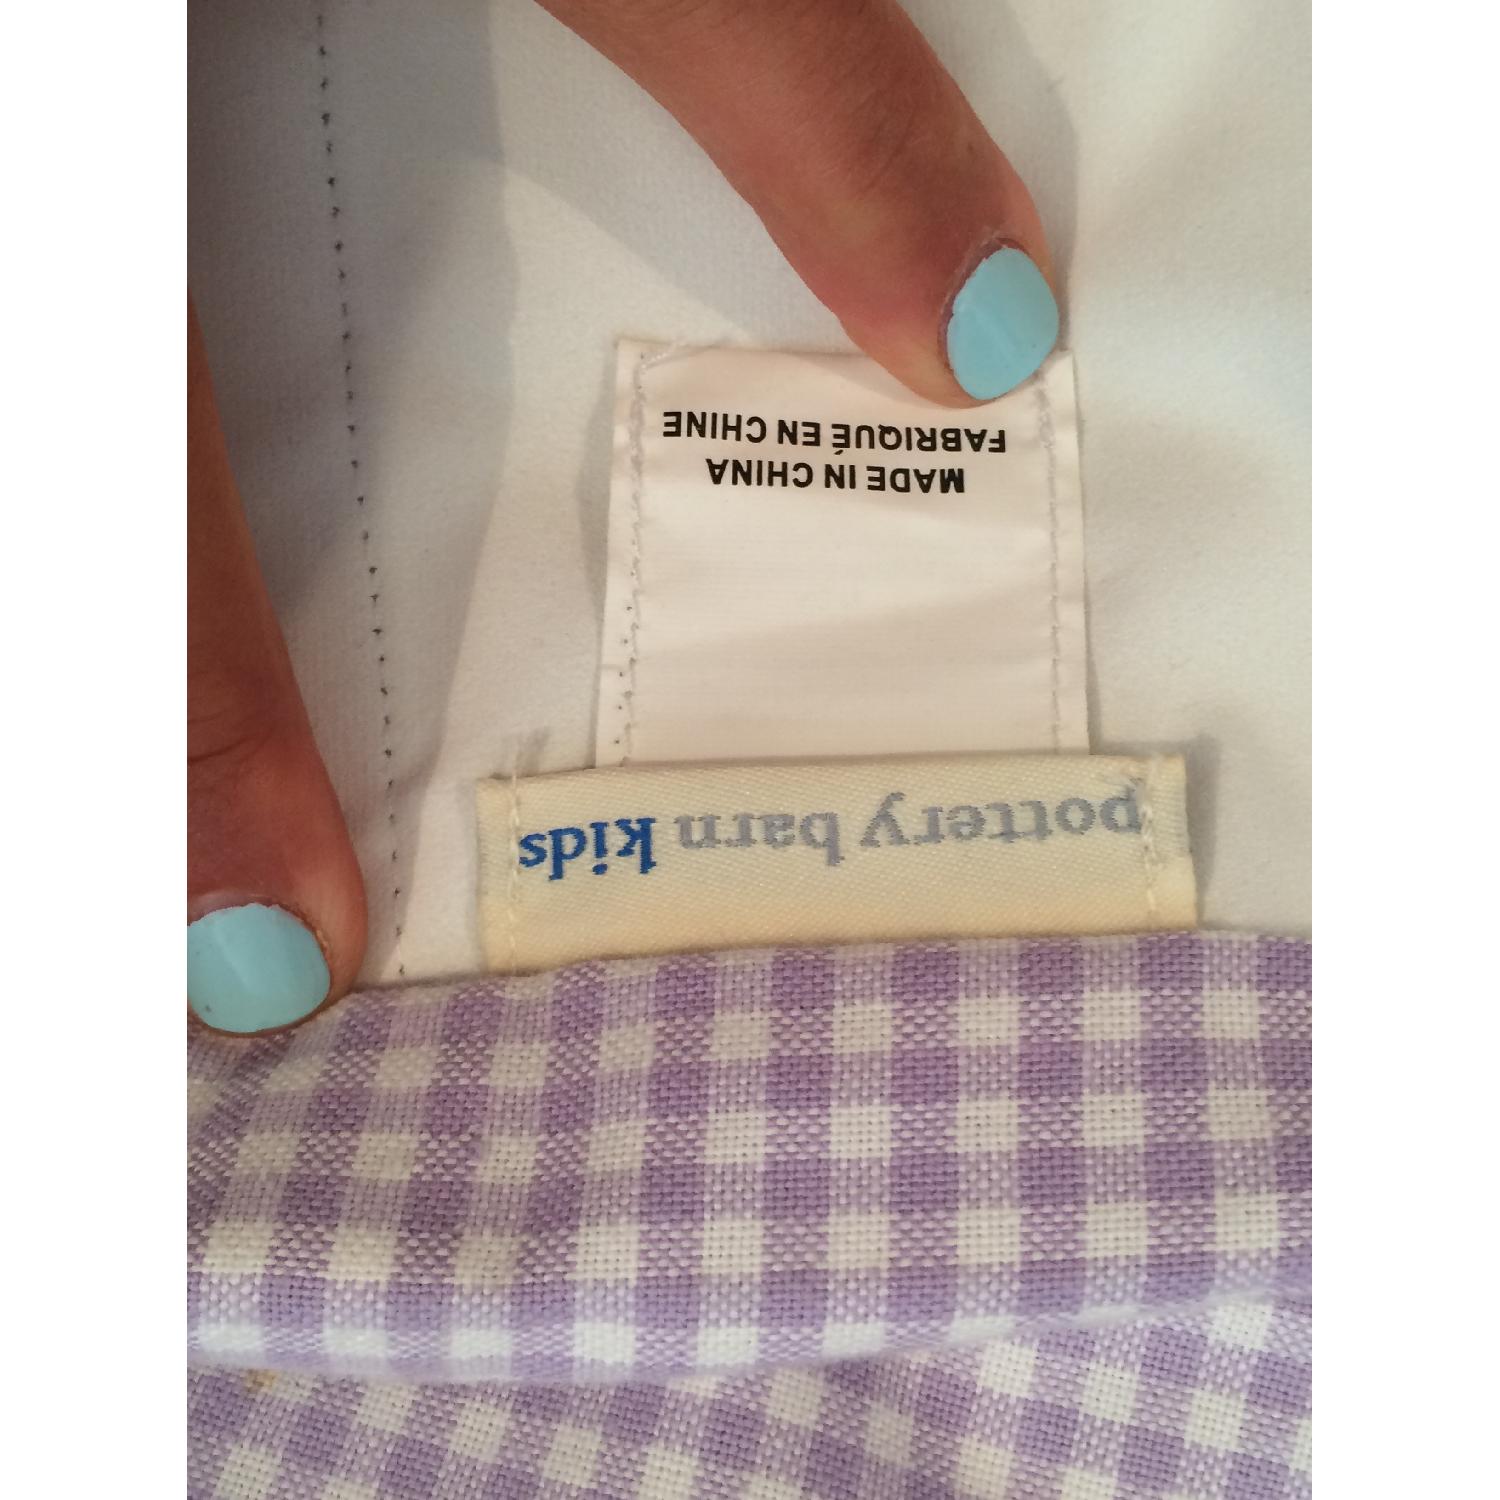 pottery barn kids
MADE IN CHINA
FABRIQUÉ EN CHINE